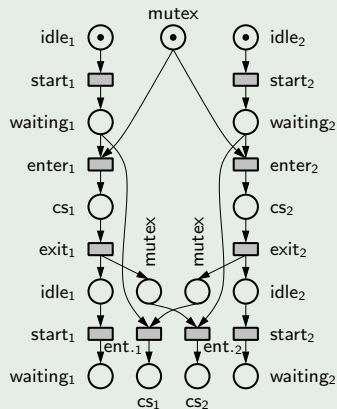 mutex
idle₁
idle₂
start₁
start₂
waiting₁
waiting₂
enter₁
enter₂
cs₁
cs₂
mutex
mutex
exit₁
exit₂
idle₁
idle₂
start₁
start₂
ent.₁
ent.₂
waiting₁
waiting₂
cs₁
cs₂